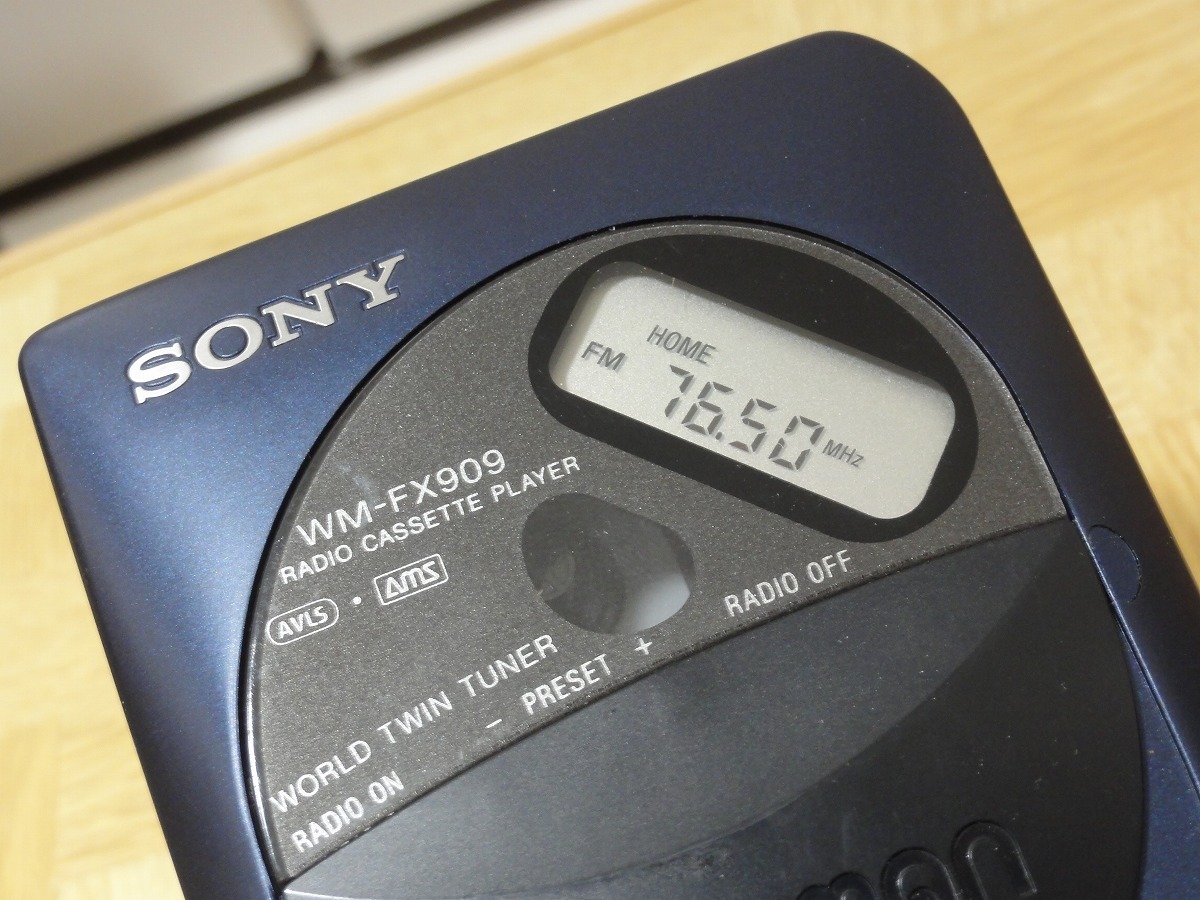 SONY
HOME
FM 76.50 MHz
WM-FX909
RADIO CASSETTE PLAYER
AVLS • AMS
WORLD TWIN TUNER
RADIO ON - PRESET + RADIO OFF
man